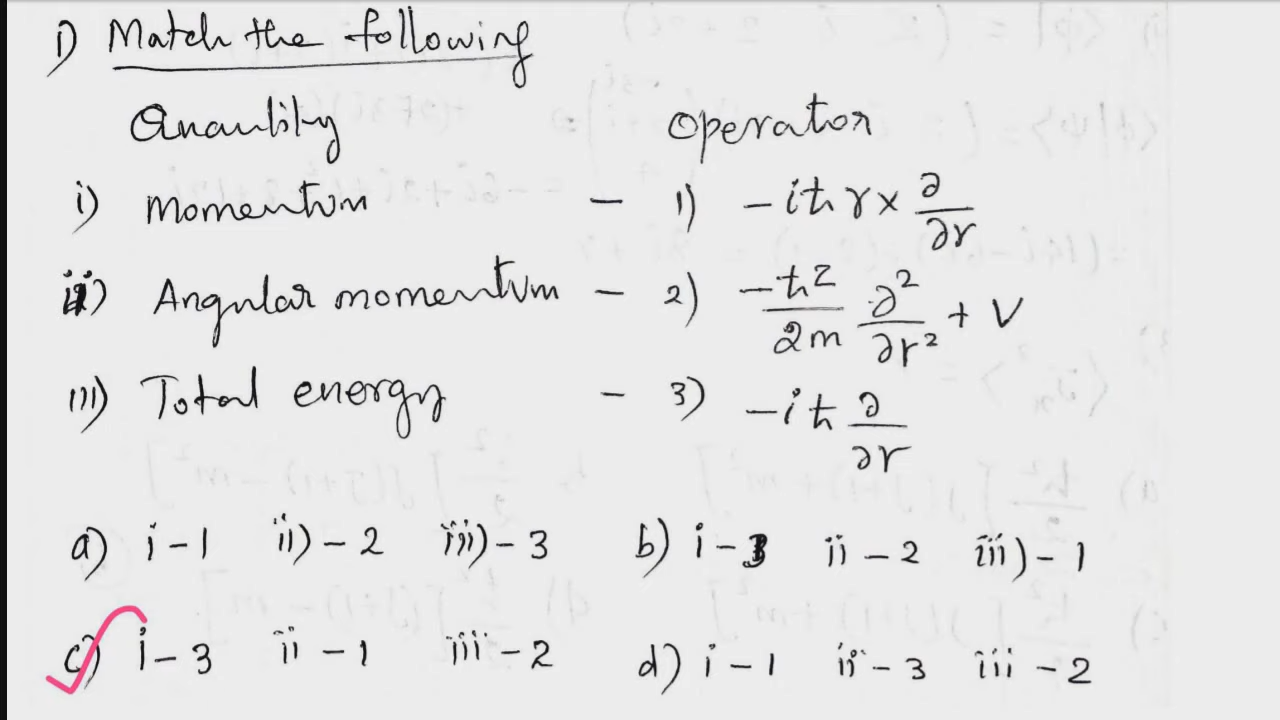 1) Match the following
Quantity Operator
i) Momentum - 1) -iħ r × ∂/∂r
ii) Angular momentum - 2) -ħ²/2m ∂²/∂r² + V
iii) Total energy - 3) -iħ ∂/∂r
a) i - 1 ii) - 2 iii) - 3 b) i - 3 ii - 2 iii) - 1
c) i - 3 ii - 1 iii - 2 d) i - 1 ii - 3 iii - 2